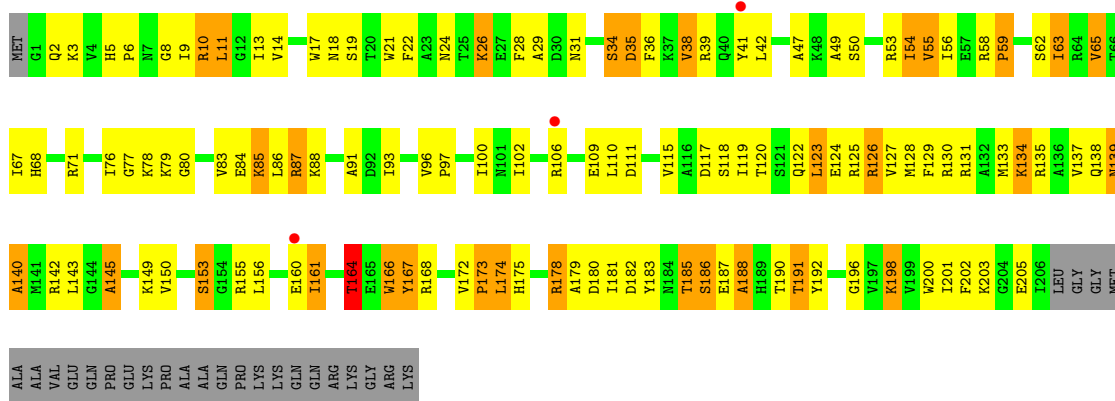 MET G1 Q2 K3 V4 H5 P6 N7 G8 I9 R10 L11 G12 I13 V14 W17 N18 S19 T20 W21 F22 A23 N24 T25 K26 E27 F28 A29 D30 N31 S34 D35 F36 K37 V38 R39 Q40 Y41 L42 A47 K48 A49 S50 R53 I54 V55 I56 E57 R58 P59 S62 I63 R64 V65 T66
I67 H68 R71 I76 G77 K78 K79 G80 V83 E84 K85 L86 R87 K88 A91 D92 I93 V96 P97 I100 N101 I102 R106 E109 L110 D111 V115 A116 D117 S118 I119 T120 S121 Q122 L123 E124 R125 R126 V127 M128 F129 R130 R131 A132 M133 K134 R135 A136 V137 Q138 N139
A140 M141 R142 L143 G144 A145 K149 V150 S153 G154 R155 L156 E160 I161 T164 E165 W166 Y167 R168 V172 P173 L174 H175 R178 A179 D180 I181 D182 Y183 N184 T185 S186 E187 A188 H189 T190 T191 Y192 G196 V197 K198 V199 W200 I201 F202 K203 G204 E205 I206 LEU GLY GLY MET
ALA ALA VAL GLU GLN PRO GLU LYS PRO ALA ALA GLN PRO LYS LYS GLN GLN ARG LYS GLY ARG LYS